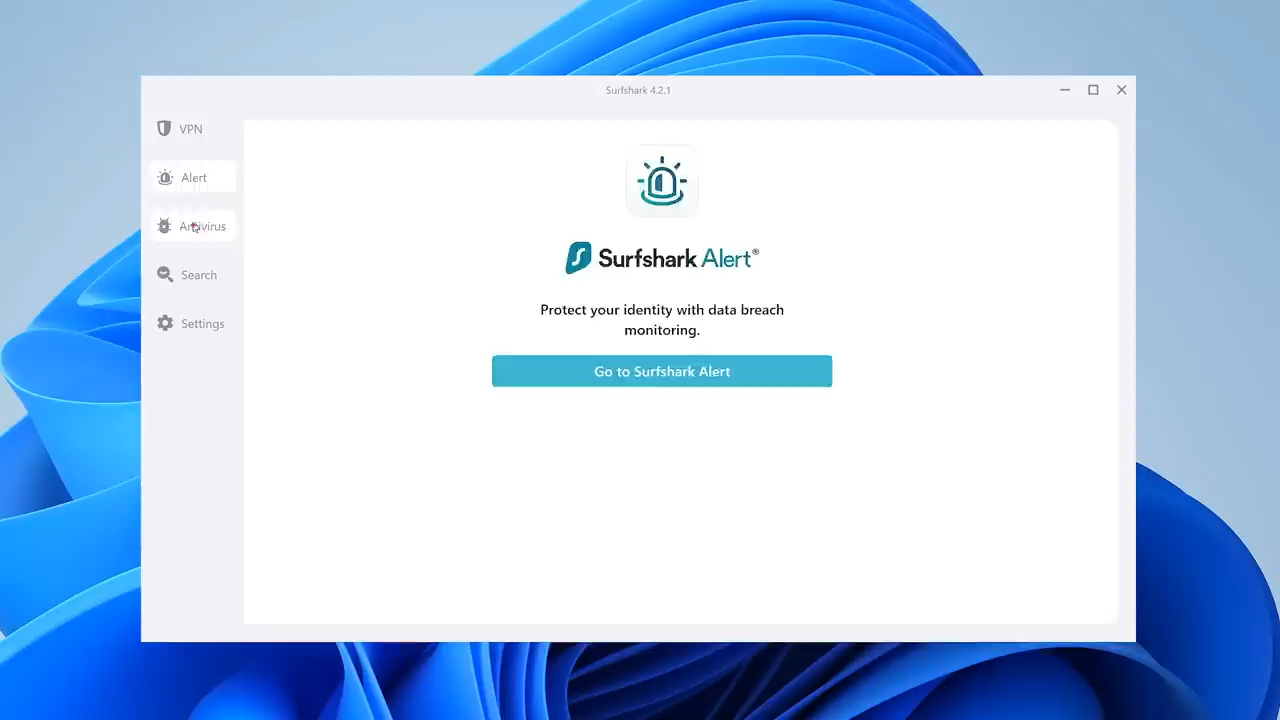 Surfshark 4.2.1
VPN
Alert
Antivirus
Search
Settings
Surfshark Alert®
Protect your identity with data breach
monitoring.
Go to Surfshark Alert